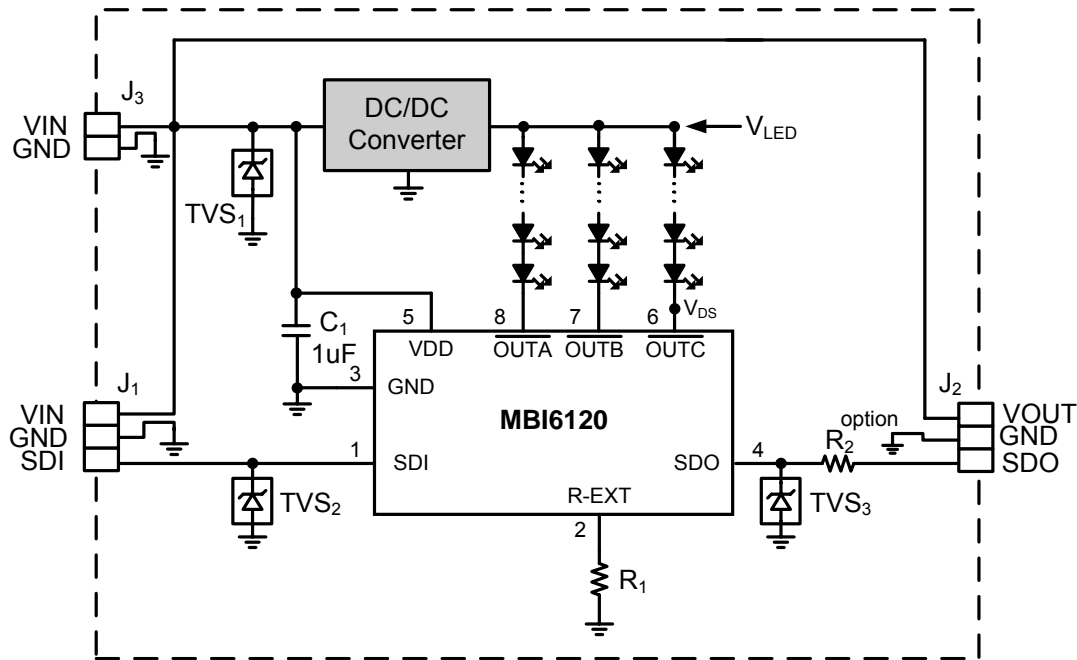 J3
VIN
GND
DC/DC
Converter
VLED
TVS1
C1
1uF
5
8
7
6
VDS
VDD
OUTA
OUTB
OUTC
3
GND
MBI6120
J1
VIN
GND
SDI
1
SDI
TVS2
R-EXT
2
R1
SDO
4
option
R2
TVS3
J2
VOUT
GND
SDO